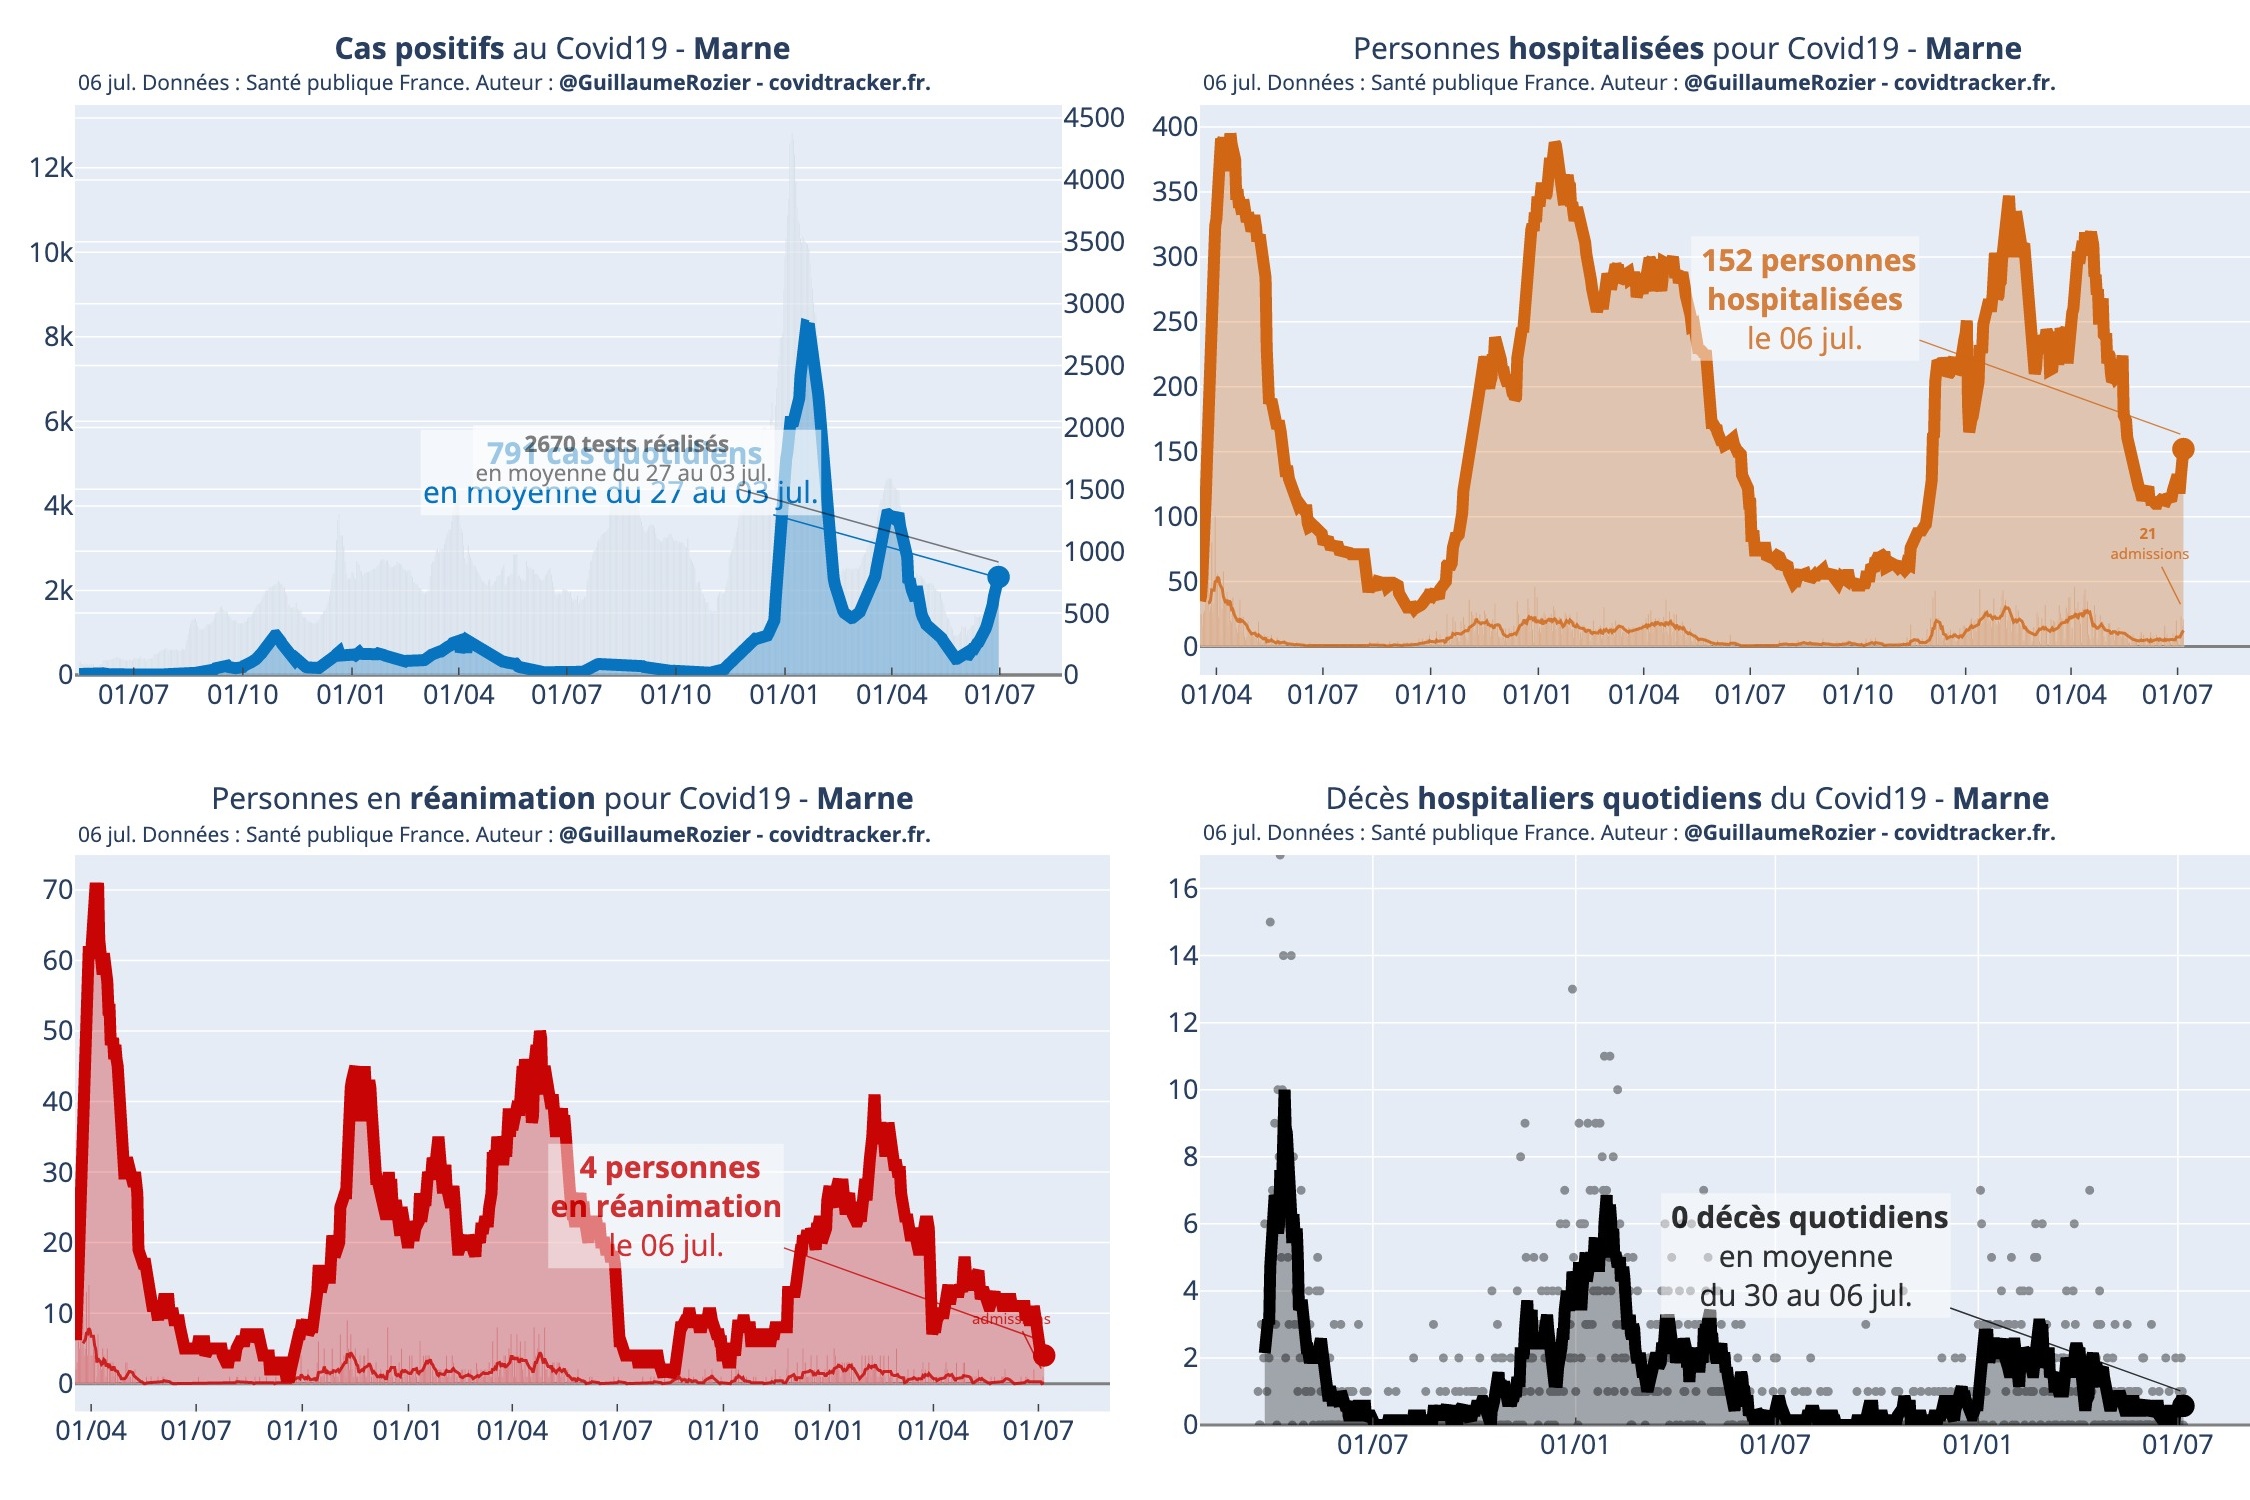 Cas positifs au Covid19 - Marne
06 jul. Données : Santé publique France. Auteur : @GuillaumeRozier - covidtracker.fr.
4500
12k
4000
3500
10k
3000
8k
2500
6k
2000
2670 tests réalisés
791 cas quotidiens
en moyenne du 27 au 03 jul.
en moyenne du 27 au 03 jul.
4k
1500
1000
2k
500
0
0
01/07 01/10 01/01 01/04 01/07 01/10 01/01 01/04 01/07
Personnes hospitalisées pour Covid19 - Marne
06 jul. Données : Santé publique France. Auteur : @GuillaumeRozier - covidtracker.fr.
400
350
300
152 personnes
hospitalisées
le 06 jul.
250
200
150
100
21
admissions
50
0
01/04 01/07 01/10 01/01 01/04 01/07 01/10 01/01 01/04 01/07
Personnes en réanimation pour Covid19 - Marne
06 jul. Données : Santé publique France. Auteur : @GuillaumeRozier - covidtracker.fr.
70
60
50
40
30
4 personnes
en réanimation
le 06 jul.
20
10
admissions
0
01/04 01/07 01/10 01/01 01/04 01/07 01/10 01/01 01/04 01/07
Décès hospitaliers quotidiens du Covid19 - Marne
06 jul. Données : Santé publique France. Auteur : @GuillaumeRozier - covidtracker.fr.
16
14
12
10
8
6
0 décès quotidiens
en moyenne
du 30 au 06 jul.
4
2
0
01/07 01/01 01/07 01/01 01/07